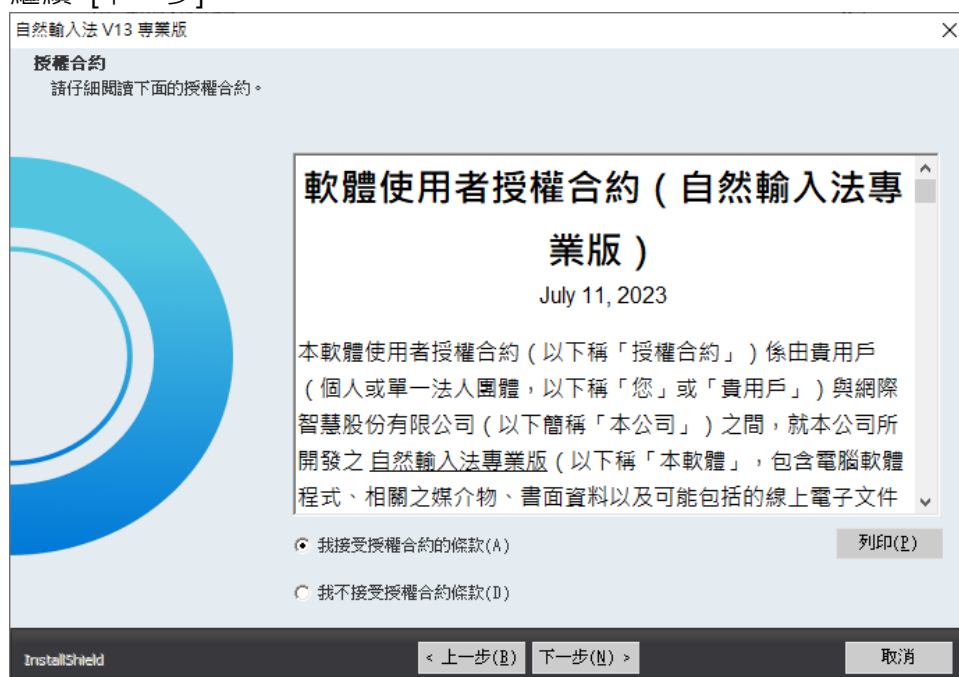 繼續 [下一步]
自然輸入法 V13 專業版
授權合約
請仔細閱讀下面的授權合約。
軟體使用者授權合約（自然輸入法專
業版）
July 11, 2023
本軟體使用者授權合約（以下稱「授權合約」）係由貴用戶
（個人或單一法人團體，以下稱「您」或「貴用戶」）與網際
智慧股份有限公司（以下簡稱「本公司」）之間，就本公司所
開發之 自然輸入法專業版（以下稱「本軟體」，包含電腦軟體
程式、相關之媒介物、書面資料以及可能包括的線上電子文件
我接受授權合約的條款(A)
列印(P)
我不接受授權合約條款(D)
InstallShield
< 上一步(B)
下一步(N) >
取消